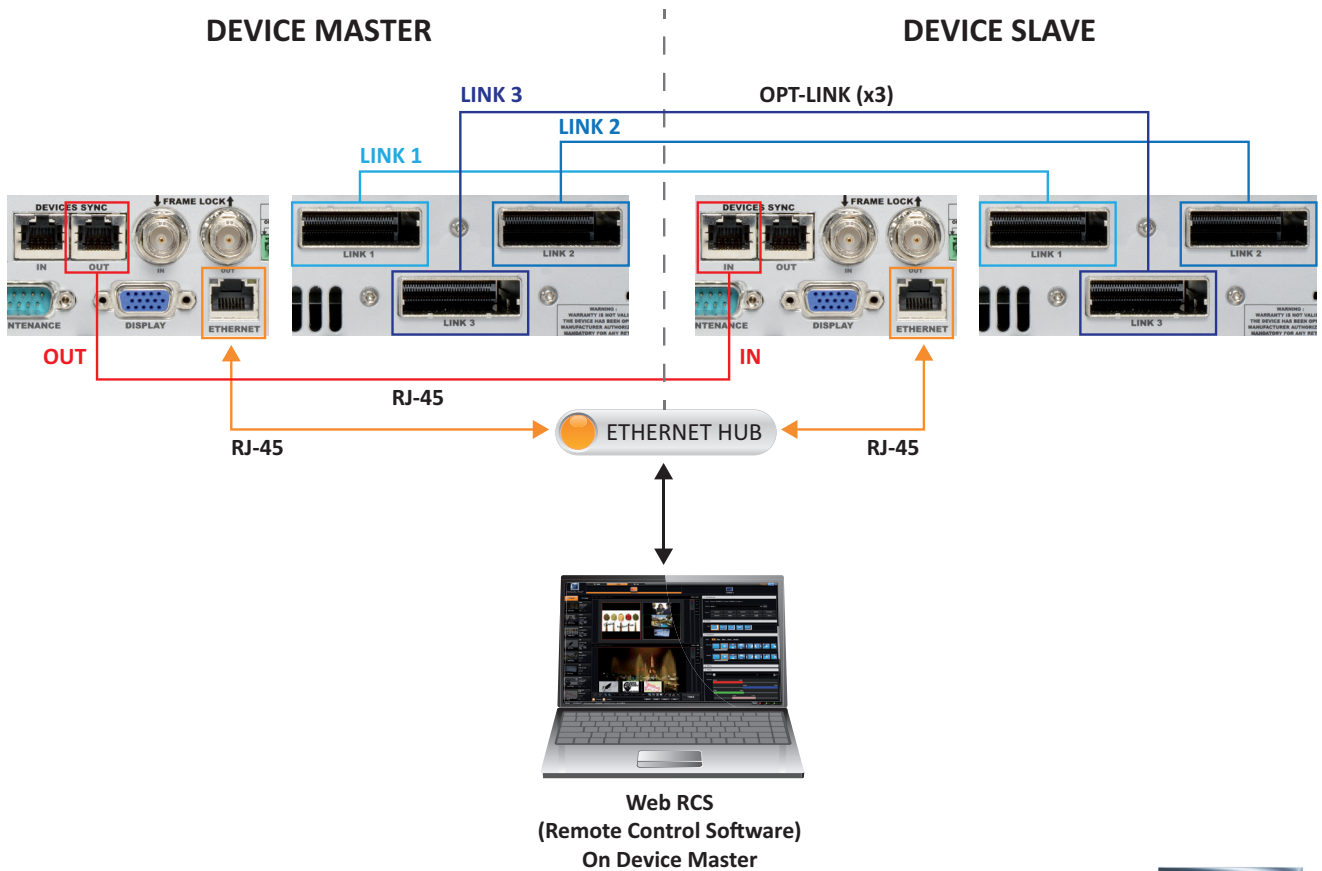 DEVICE MASTER
DEVICE SLAVE
LINK 3
OPT-LINK (x3)
LINK 2
LINK 1
DEVICES SYNC
FRAME LOCK
IN
OUT
IN
OUT
DISPLAY
ETHERNET
LINK 1
LINK 2
LINK 3
WARNING :
DEVICES SYNC
FRAME LOCK
IN
OUT
IN
OUT
DISPLAY
ETHERNET
LINK 1
LINK 2
LINK 3
WARNING :
OUT
IN
RJ-45
RJ-45
ETHERNET HUB
RJ-45
Web RCS
(Remote Control Software)
On Device Master